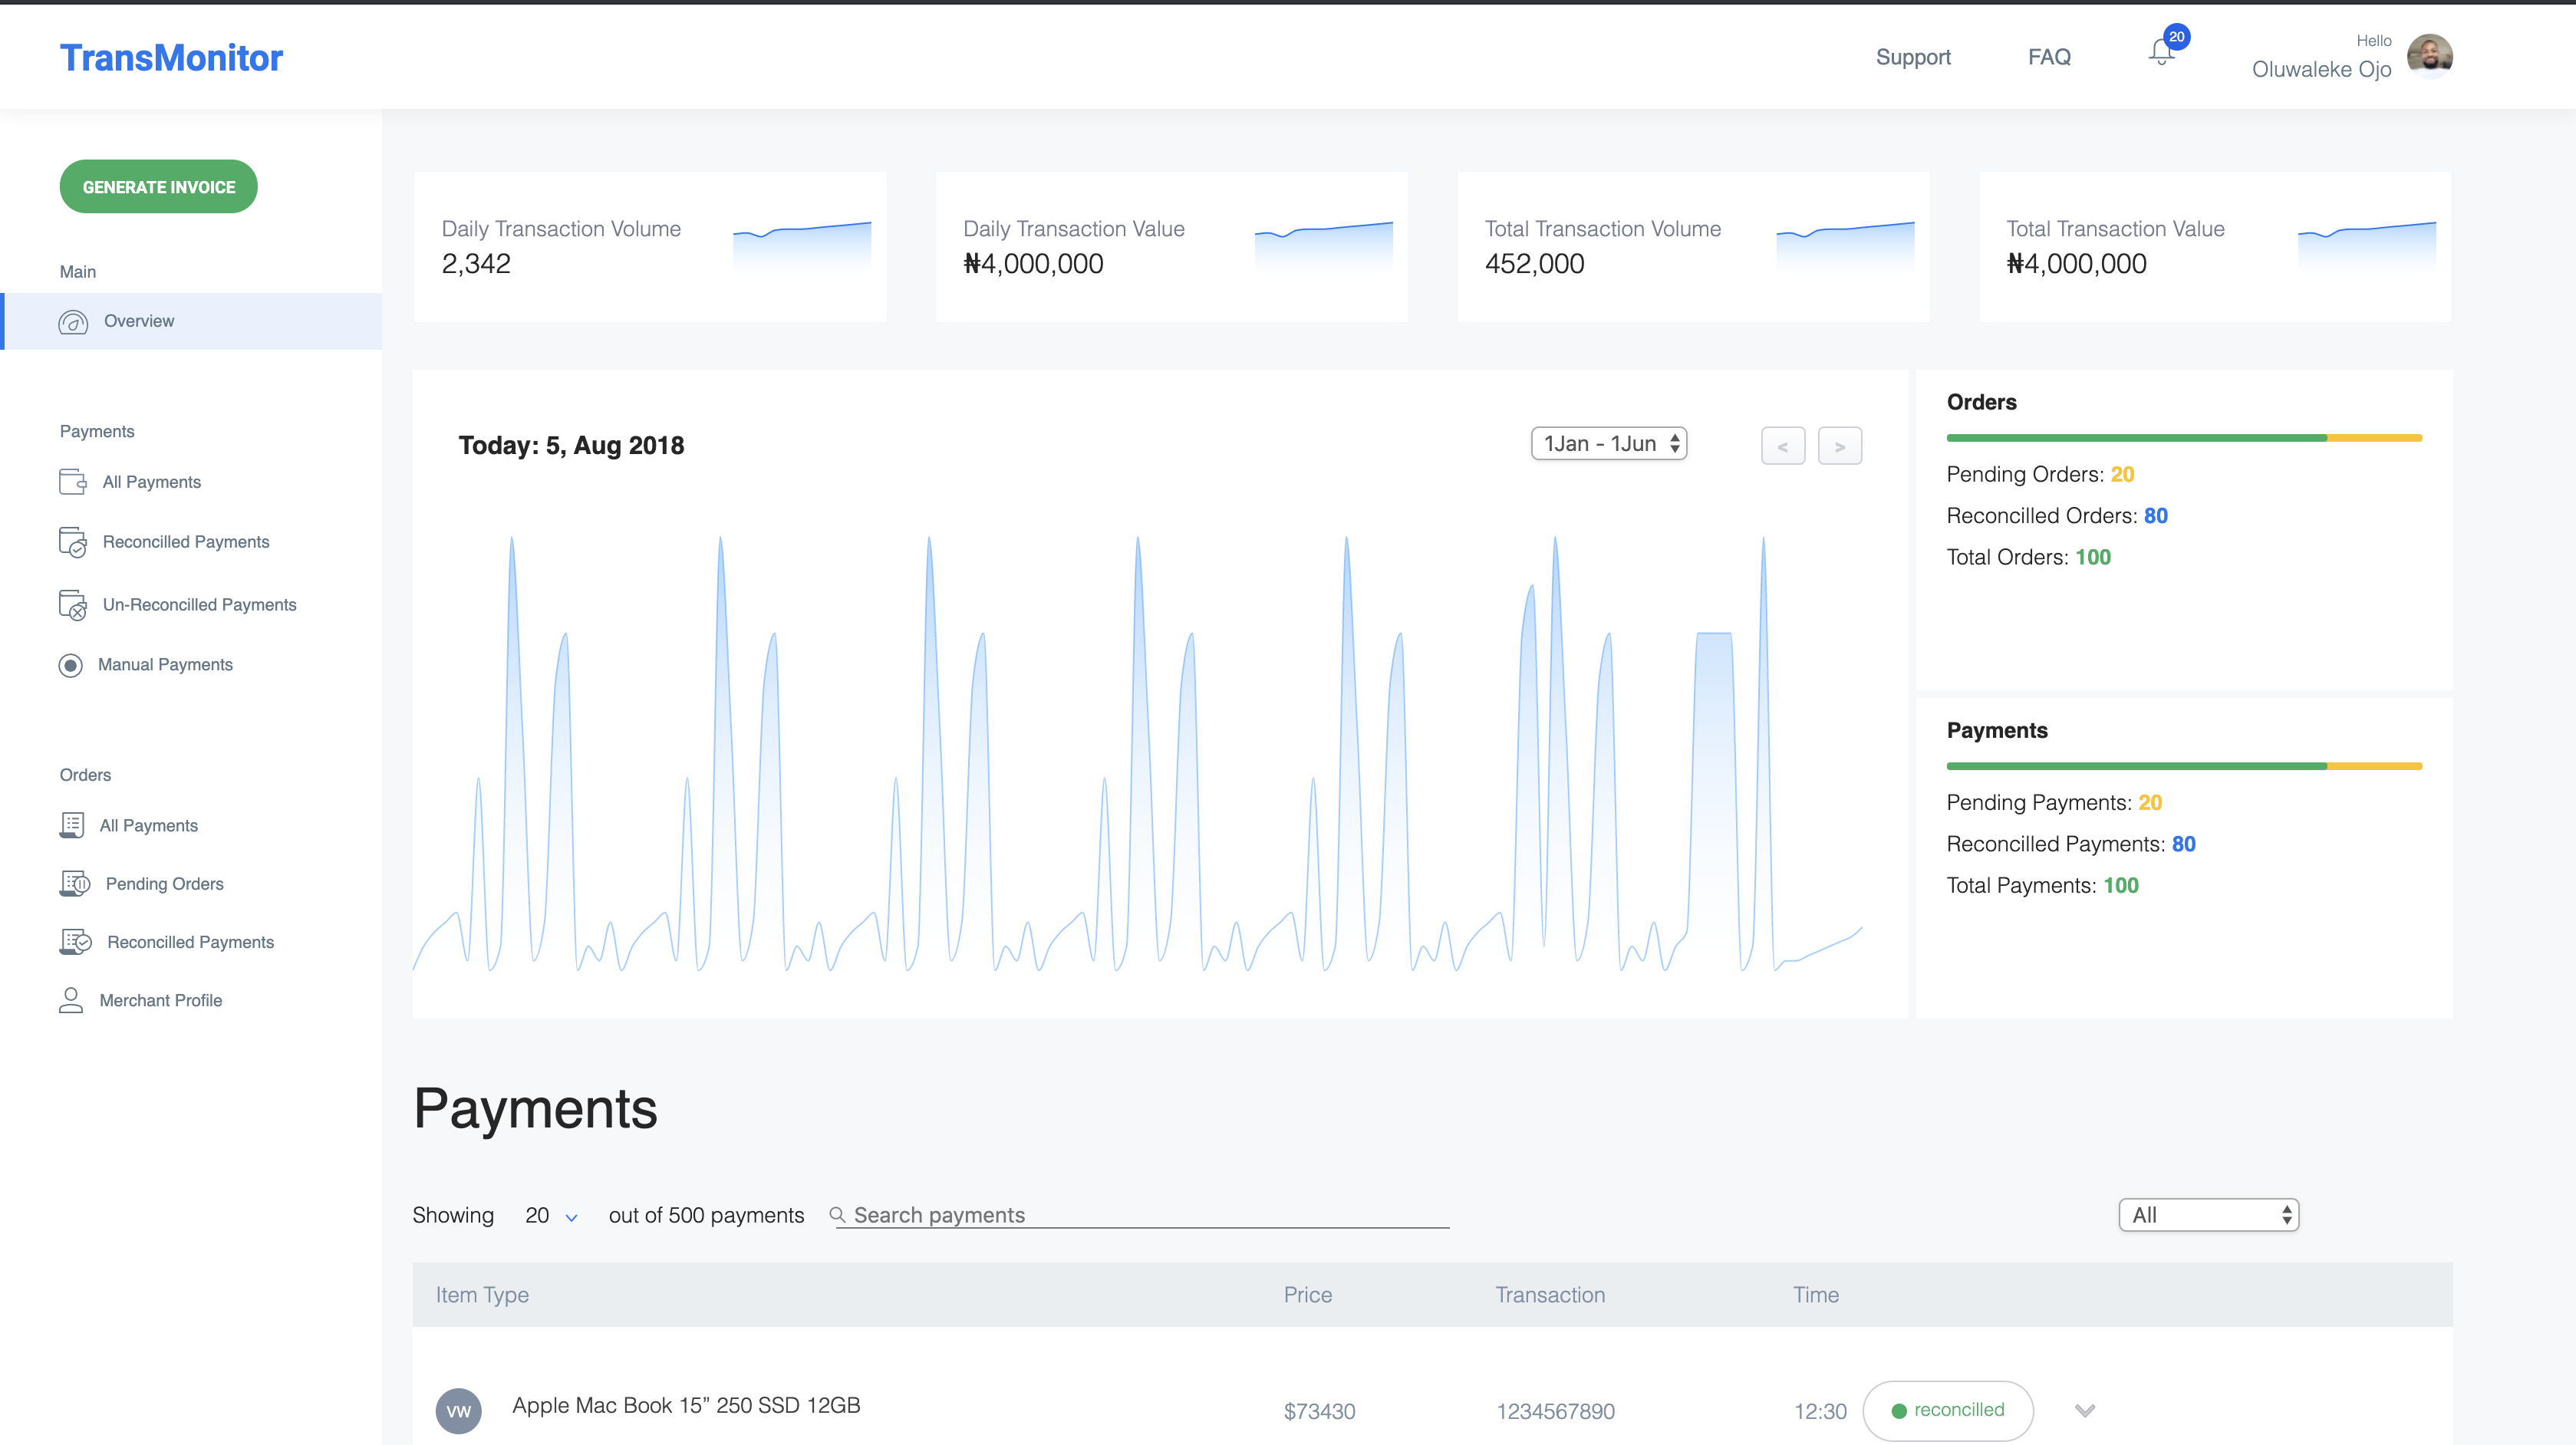 TransMonitor
Support
FAQ
20
Hello
Oluwaleke Ojo
GENERATE INVOICE
Main
Overview
Payments
All Payments
Reconcilled Payments
Un-Reconcilled Payments
Manual Payments
Orders
All Payments
Pending Orders
Reconcilled Payments
Merchant Profile
Daily Transaction Volume
2,342
Daily Transaction Value
₦4,000,000
Total Transaction Volume
452,000
Total Transaction Value
₦4,000,000
Today: 5, Aug 2018
1Jan - 1Jun
<
>
Orders
Pending Orders: 20
Reconcilled Orders: 80
Total Orders: 100
Payments
Pending Payments: 20
Reconcilled Payments: 80
Total Payments: 100
Payments
Showing 20 out of 500 payments
Search payments
All
Item Type Price Transaction Time
VW Apple Mac Book 15” 250 SSD 12GB $73430 1234567890 12:30 reconcilled